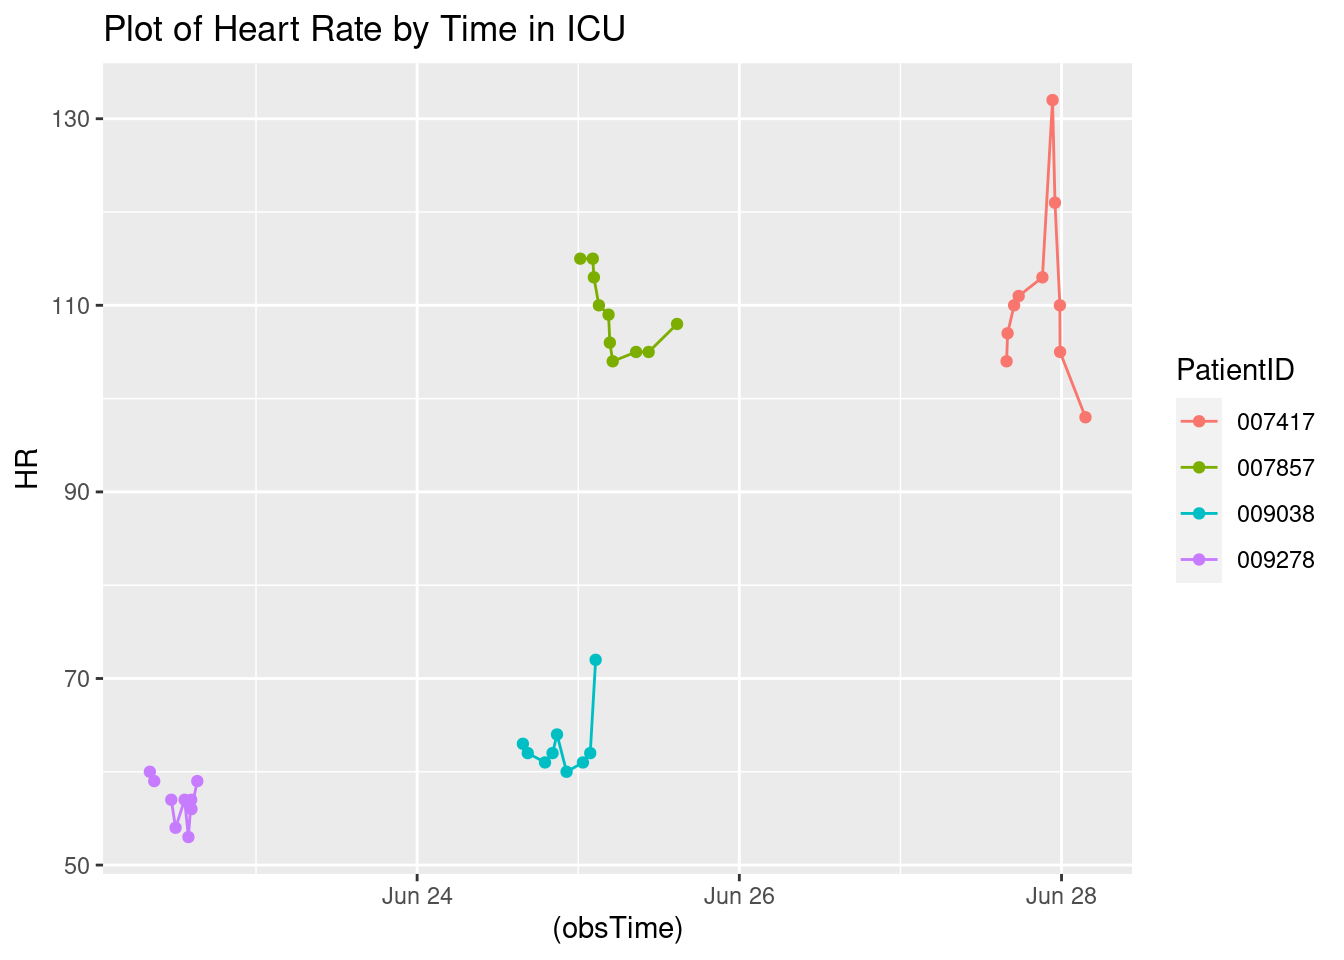 Plot of Heart Rate by Time in ICU
130
110
90
70
50
HR
Jun 24
Jun 26
Jun 28
(obsTime)
PatientID
007417
007857
009038
009278